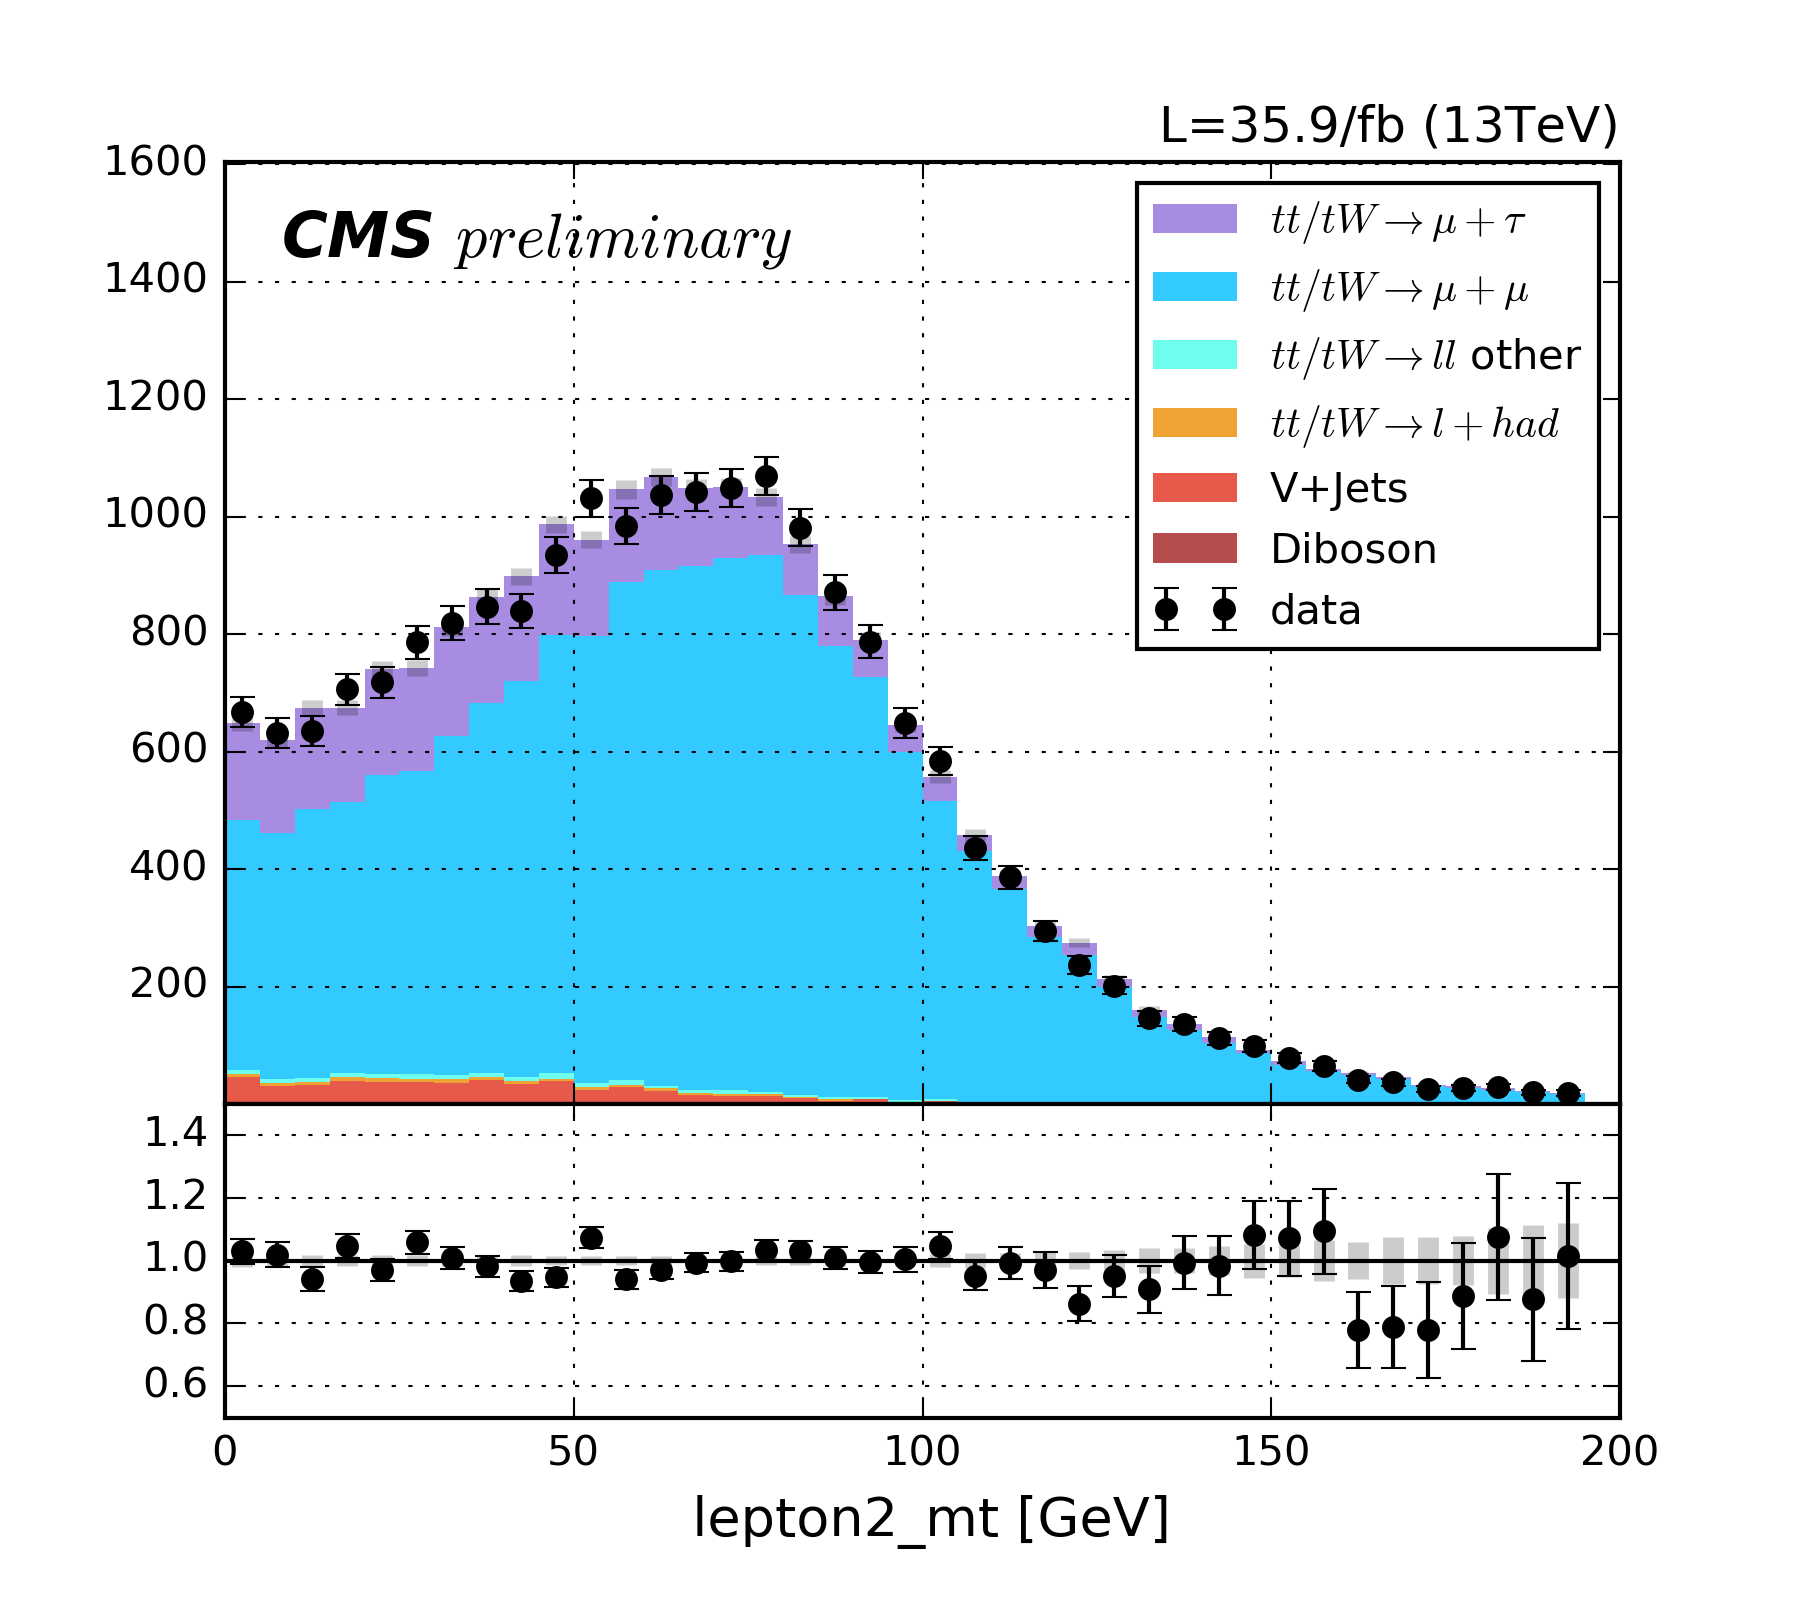 L=35.9/fb (13TeV)
CMS preliminary
1600
1400
1200
1000
800
600
400
200
tt/tW → μ + τ
tt/tW → μ + μ
tt/tW → ll other
tt/tW → l + had
V+Jets
Diboson
data
1.4
1.2
1.0
0.8
0.6
0 50 100 150 200
lepton2_mt [GeV]